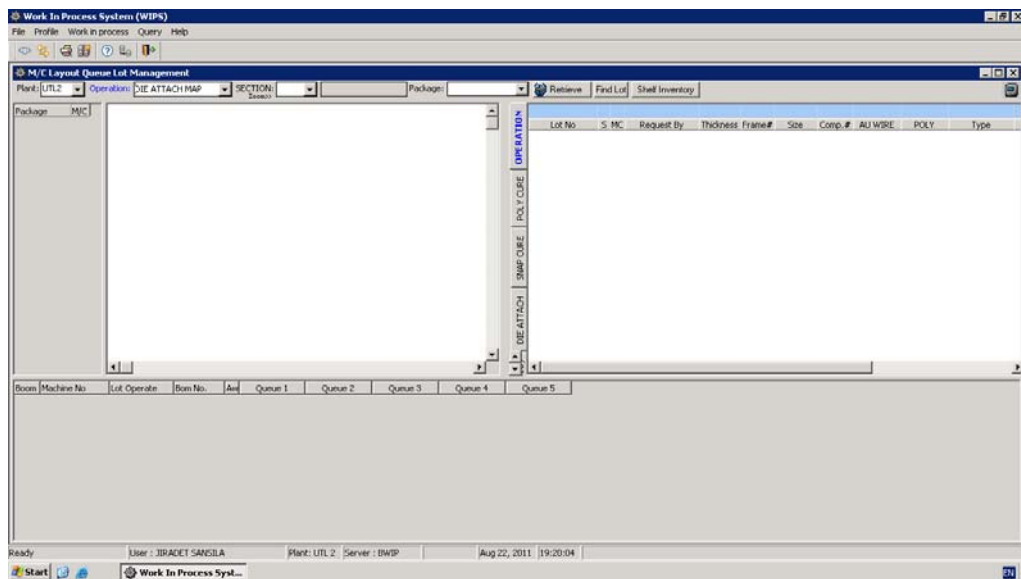 Work In Process System (WIPS)
File Profile Work in process Query Help
M/C Layout Queue Lot Management
Plant: UTL2 Operation: DIE ATTACH MAP SECTION: Package: Retrieve Find Lot Shelf Inventory
Zoom>>
Package M/C
OPERATION
POLY CURE
SNAP CURE
DIE ATTACH
Lot No S MC Request By Thickness Frame# Size Comp.# AU WIRE POLY Type
Boom Machine No Lot Operate Bom No. Queue 1 Queue 2 Queue 3 Queue 4 Queue 5
Ready User : JIRADET SANSILA Plant: UTL 2 Server : BWIP Aug 22, 2011 19:20:04
Start Work In Process Syst... EN